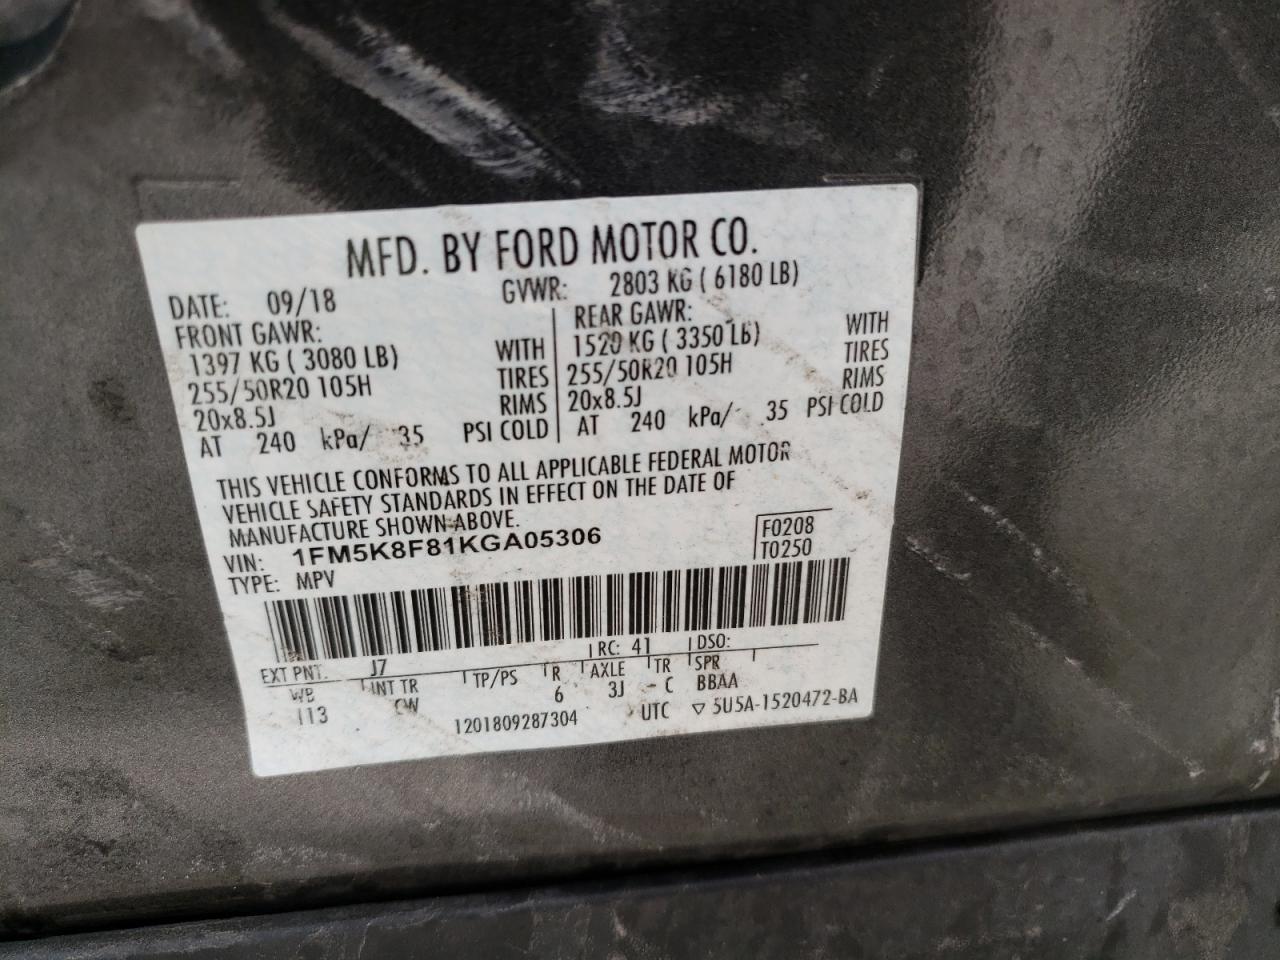 MFD. BY FORD MOTOR CO.
DATE: 09/18 GVWR: 2803 KG ( 6180 LB)
FRONT GAWR: REAR GAWR:
1397 KG ( 3080 LB) WITH 1520 KG ( 3350 LB) WITH
255/50R20 105H TIRES 255/50R20 105H TIRES
20x8.5J RIMS 20x8.5J RIMS
AT 240 kPa/ 35 PSI COLD AT 240 kPa/ 35 PSI COLD
THIS VEHICLE CONFORMS TO ALL APPLICABLE FEDERAL MOTOR
VEHICLE SAFETY STANDARDS IN EFFECT ON THE DATE OF
MANUFACTURE SHOWN ABOVE.
VIN: 1FM5K8F81KGA05306 F0208
TYPE: MPV T0250
EXT PNT: J7 RC: 41 DSO:
WB INT TR TP/PS R AXLE TR SPR
113 CW 6 3J - C BBAA
1201809287304 UTC ▽ 5U5A-1520472-BA